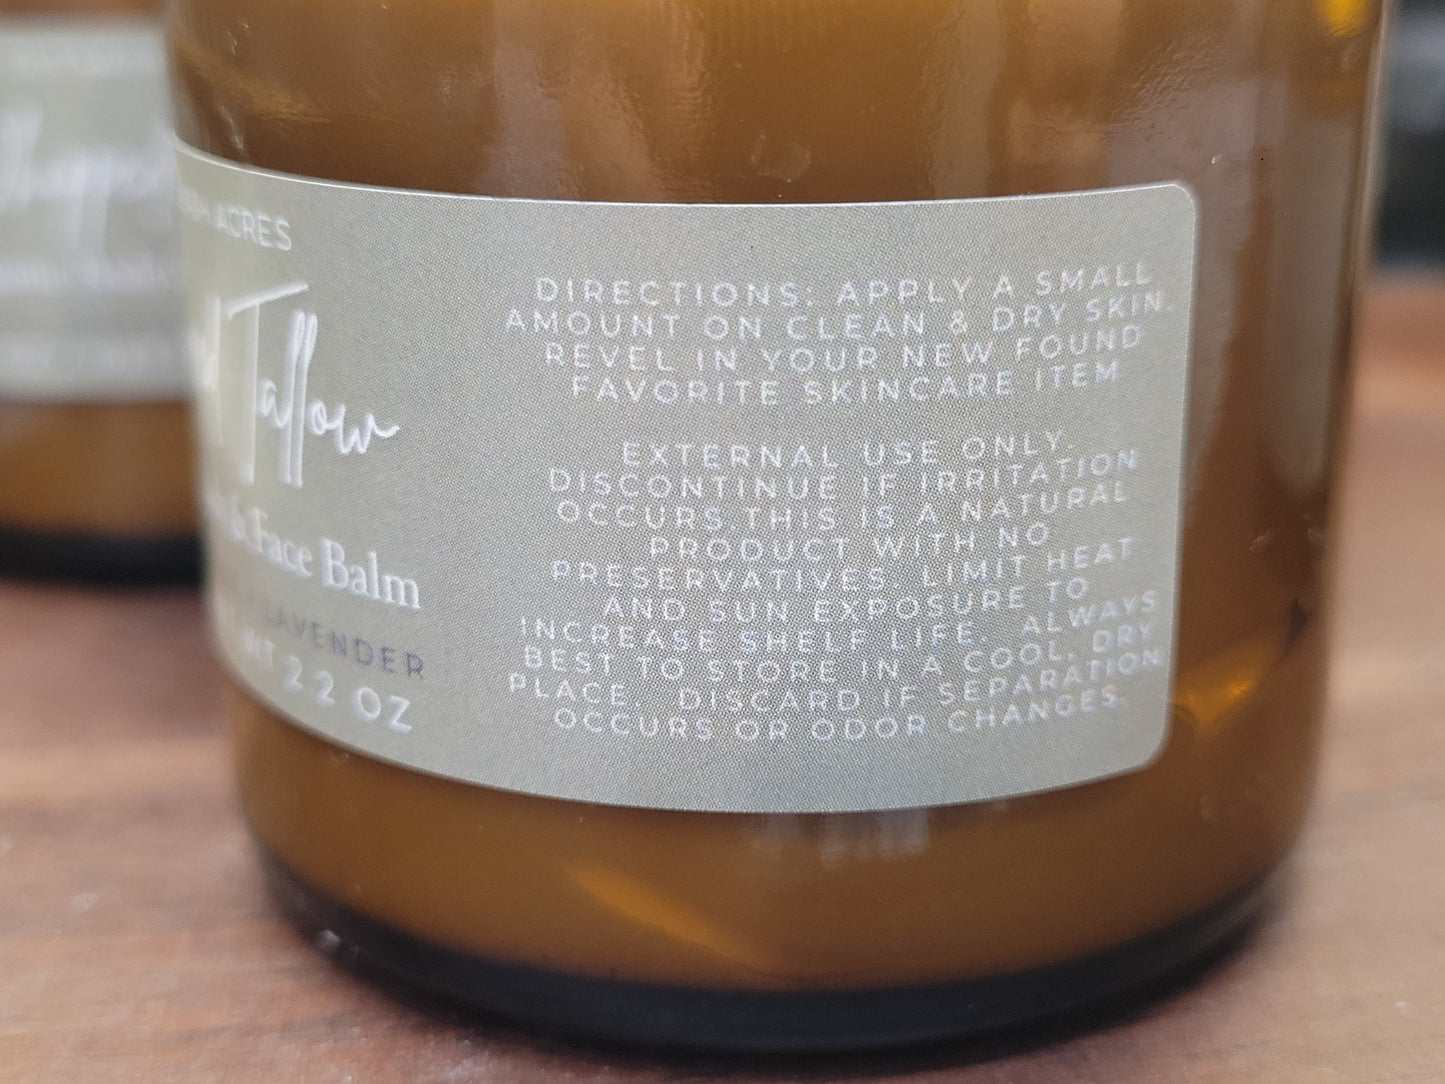 ACRES
Tallow
& Face Balm
LAVENDER
WT 2.2 OZ
DIRECTIONS: APPLY A SMALL
AMOUNT ON CLEAN & DRY SKIN.
REVEL IN YOUR NEW FOUND
FAVORITE SKINCARE ITEM
EXTERNAL USE ONLY.
DISCONTINUE IF IRRITATION
OCCURS.THIS IS A NATURAL
PRODUCT WITH NO
PRESERVATIVES. LIMIT HEAT
AND SUN EXPOSURE TO
INCREASE SHELF LIFE. ALWAYS
BEST TO STORE IN A COOL, DRY
PLACE. DISCARD IF SEPARATION
OCCURS OR ODOR CHANGES.